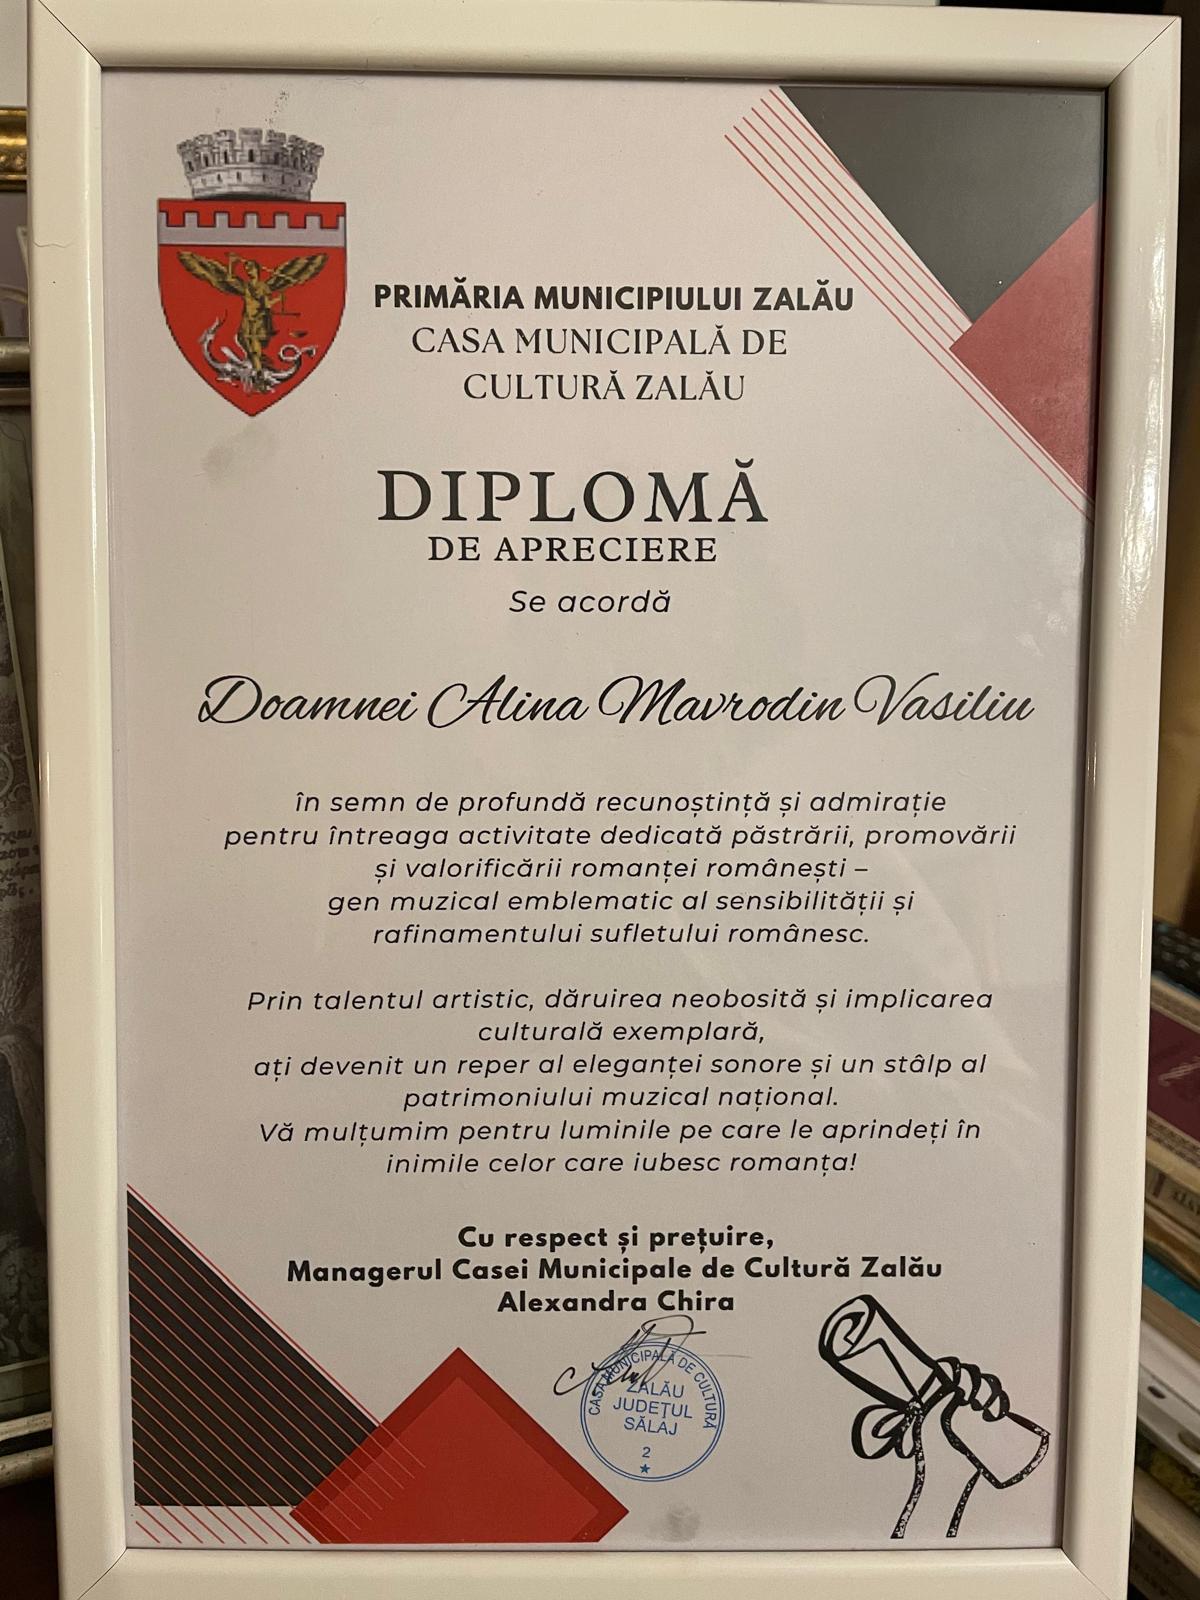 PRIMĂRIA MUNICIPIULUI ZALĂU
CASA MUNICIPALĂ DE
CULTURĂ ZALĂU
DIPLOMĂ
DE APRECIERE
Se acordă
Doamnei Alina Mavrodin Vasiliu
în semn de profundă recunoștință și admirație
pentru întreaga activitate dedicată păstrării, promovării
și valorificării romanței românești –
gen muzical emblematic al sensibilității și
rafinamentului sufletului românesc.
Prin talentul artistic, dăruirea neobosită și implicarea
culturală exemplară,
ați devenit un reper al eleganței sonore și un stâlp al
patrimoniului muzical național.
Vă mulțumim pentru luminile pe care le aprindeți în
inimile celor care iubesc romanța!
Cu respect și prețuire,
Managerul Casei Municipale de Cultură Zalău
Alexandra Chira
CASA MUNICIPALĂ DE CULTURĂ
ZALĂU
JUDEȚUL
SĂLAJ
2